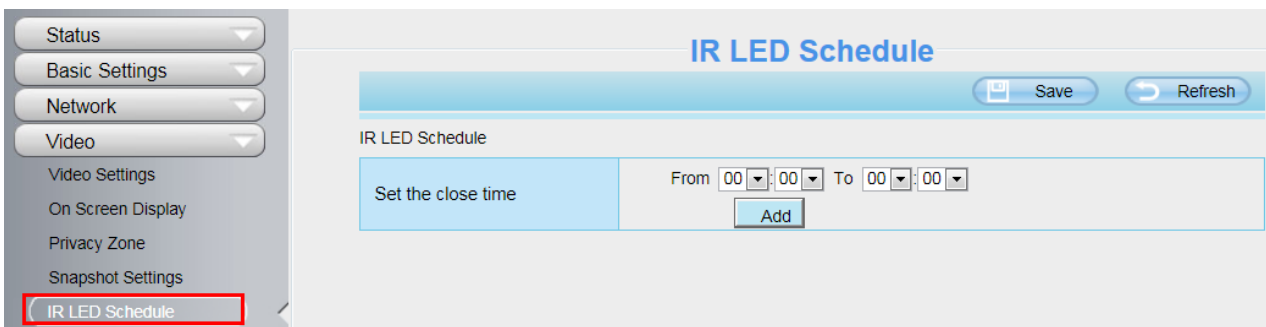 Status
Basic Settings
Network
Video
Video Settings
On Screen Display
Privacy Zone
Snapshot Settings
IR LED Schedule
IR LED Schedule
Save Refresh
IR LED Schedule
Set the close time
From 00 : 00 To 00 : 00
Add